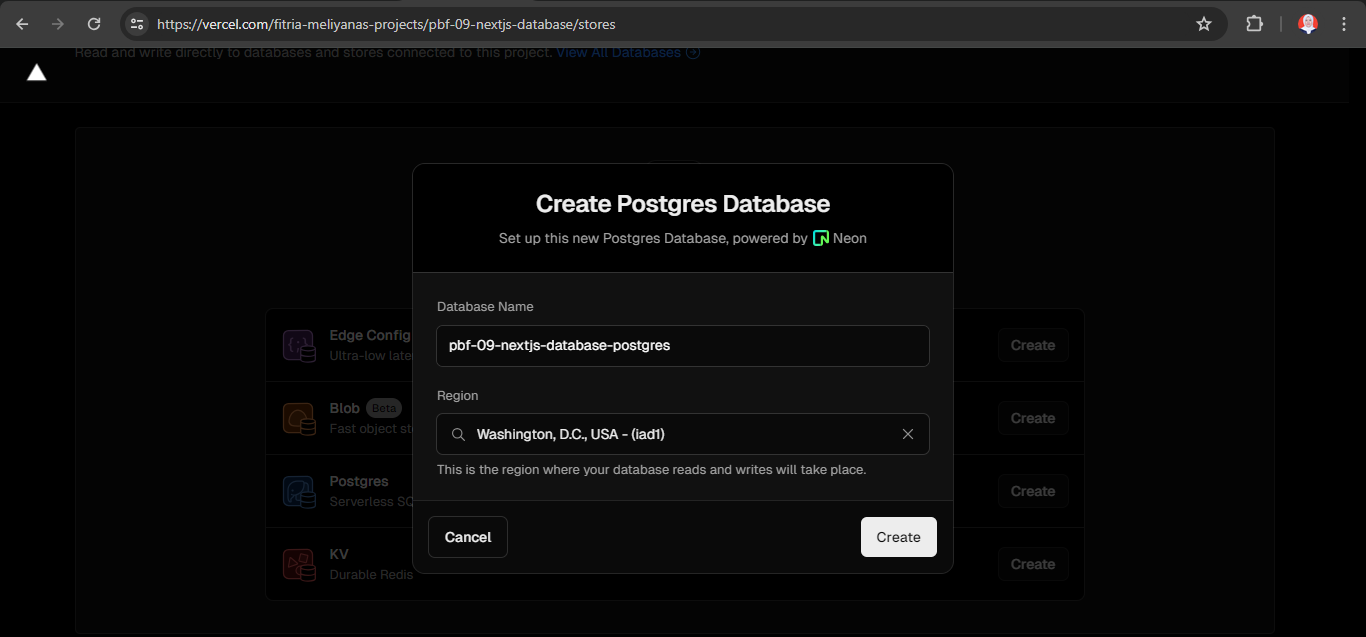 https://vercel.com/fitria-meliyanas-projects/pbf-09-nextjs-database/stores
Read and write directly to databases and stores connected to this project. View All Databases
Create Postgres Database
Set up this new Postgres Database, powered by Neon
Database Name
pbf-09-nextjs-database-postgres
Region
Washington, D.C., USA - (iad1)
This is the region where your database reads and writes will take place.
Cancel
Create
Edge Config
Ultra-low late
Create
Blob Beta
Fast object st
Create
Postgres
Serverless SQ
Create
KV
Durable Redis
Create